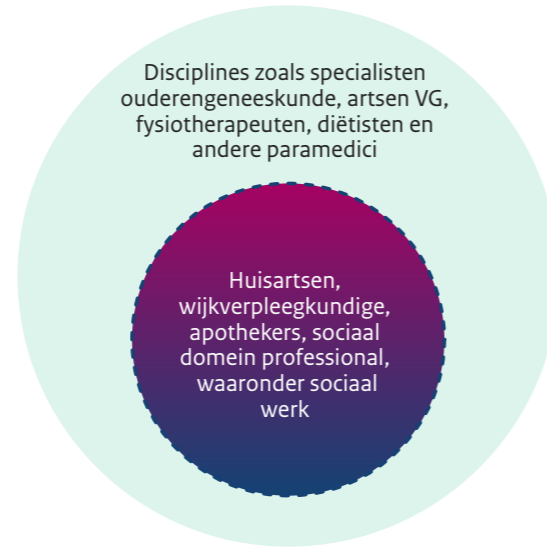 Disciplines zoals specialisten
ouderengeneeskunde, artsen VG,
fysiotherapeuten, diëtisten en
andere paramedici
Huisartsen,
wijkverpleegkundige,
apothekers, sociaal
domein professional,
waaronder sociaal
werk